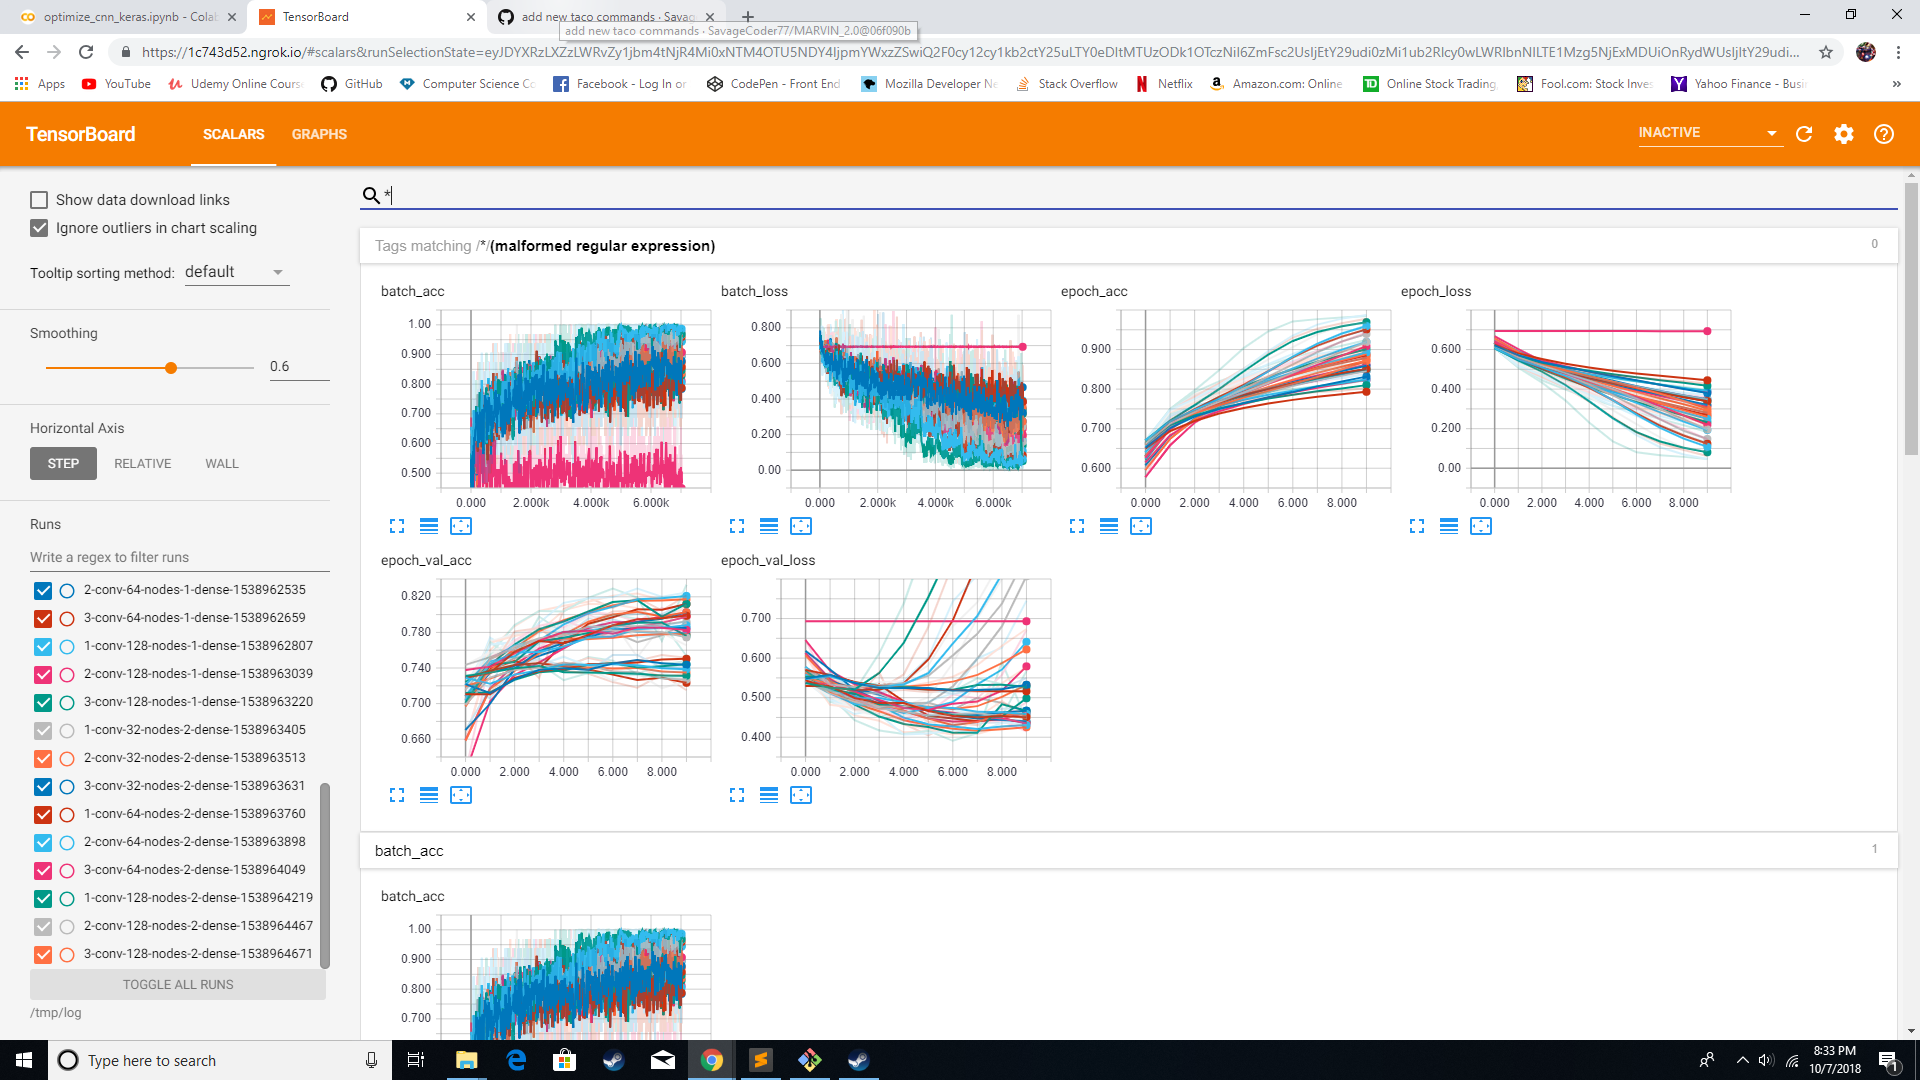 optimize_cnn_keras.ipynb - Colab
TensorBoard
add new taco commands · Savag
add new taco commands · SavageCoder77/MARVIN_2.0@06f090b
Apps
YouTube
Udemy Online Cours
GitHub
Computer Science Co
Facebook - Log In or
CodePen - Front End
Mozilla Developer Ne
Stack Overflow
Netflix
Amazon.com: Online
Online Stock Trading,
Fool.com: Stock Inves
Yahoo Finance - Busi
»
TensorBoard
SCALARS
GRAPHS
INACTIVE
Show data download links
Ignore outliers in chart scaling
Tooltip sorting method: default
Smoothing
0.6
Horizontal Axis
STEP RELATIVE WALL
Runs
Write a regex to filter runs
2-conv-64-nodes-1-dense-1538962535
3-conv-64-nodes-1-dense-1538962659
1-conv-128-nodes-1-dense-1538962807
2-conv-128-nodes-1-dense-1538963039
3-conv-128-nodes-1-dense-1538963220
1-conv-32-nodes-2-dense-1538963405
2-conv-32-nodes-2-dense-1538963513
3-conv-32-nodes-2-dense-1538963631
1-conv-64-nodes-2-dense-1538963760
2-conv-64-nodes-2-dense-1538963898
3-conv-64-nodes-2-dense-1538964049
1-conv-128-nodes-2-dense-1538964219
2-conv-128-nodes-2-dense-1538964467
3-conv-128-nodes-2-dense-1538964671
TOGGLE ALL RUNS
/tmp/log
*
Tags matching /*/(malformed regular expression)
0
batch_acc
1.00
0.900
0.800
0.700
0.600
0.500
0.000 2.000k 4.000k 6.000k
batch_loss
0.800
0.600
0.400
0.200
0.00
0.000 2.000k 4.000k 6.000k
epoch_acc
0.900
0.800
0.700
0.600
0.000 2.000 4.000 6.000 8.000
epoch_loss
0.600
0.400
0.200
0.00
0.000 2.000 4.000 6.000 8.000
epoch_val_acc
0.820
0.780
0.740
0.700
0.660
0.000 2.000 4.000 6.000 8.000
epoch_val_loss
0.700
0.600
0.500
0.400
0.000 2.000 4.000 6.000 8.000
batch_acc
1
batch_acc
1.00
0.900
0.800
0.700
Type here to search
8:33 PM
10/7/2018
1